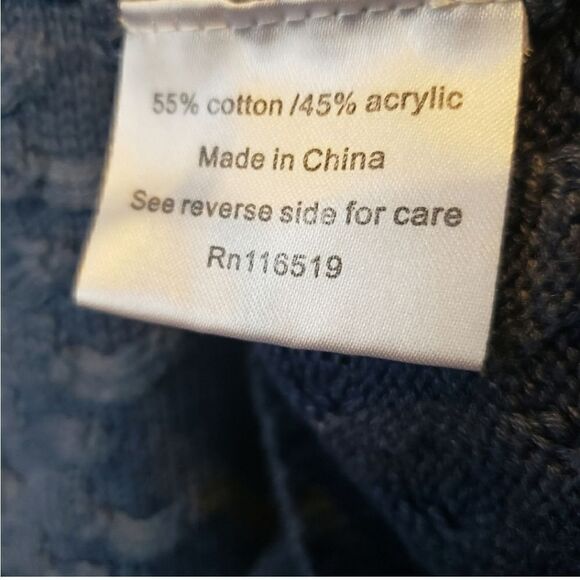 55% cotton /45% acrylic
Made in China
See reverse side for care
Rn116519